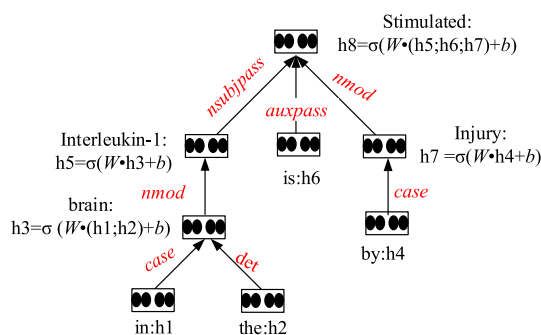 Stimulated:
h8=σ(W•(h5;h6;h7)+b)
nsubjpass
auxpass
nmod
Interleukin-1:
h5=σ(W•h3+b)
Injury:
h7 =σ(W•h4+b)
is:h6
nmod
case
brain:
h3=σ (W•(h1;h2)+b)
by:h4
case
det
in:h1
the:h2